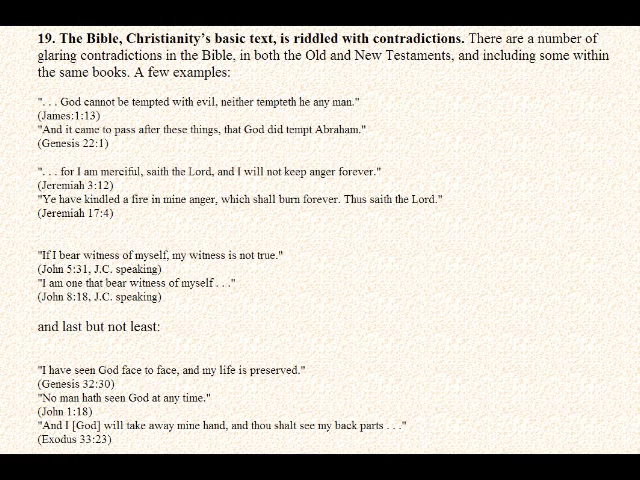 19. The Bible, Christianity's basic text, is riddled with contradictions. There are a number of
glaring contradictions in the Bible, in both the Old and New Testaments, and including some within
the same books. A few examples:
". . . God cannot be tempted with evil, neither tempteth he any man."
(James:1:13)
"And it came to pass after these things, that God did tempt Abraham."
(Genesis 22:1)
". . . for I am merciful, saith the Lord, and I will not keep anger forever."
(Jeremiah 3:12)
"Ye have kindled a fire in mine anger, which shall burn forever. Thus saith the Lord."
(Jeremiah 17:4)
"If I bear witness of myself, my witness is not true."
(John 5:31, J.C. speaking)
"I am one that bear witness of myself . . ."
(John 8:18, J.C. speaking)
and last but not least:
"I have seen God face to face, and my life is preserved."
(Genesis 32:30)
"No man hath seen God at any time."
(John 1:18)
"And I [God] will take away mine hand, and thou shalt see my back parts . . ."
(Exodus 33:23)